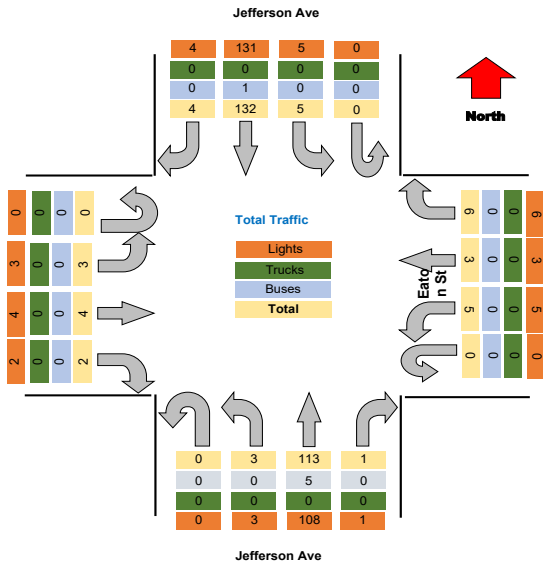 Jefferson Ave
4 131 5 0
0 0 0 0
0 1 0 0
4 132 5 0
North
0 0 0 0
3 0 0 3
4 0 0 4
2 0 0 2
Total Traffic
Lights
Trucks
Buses
Total
Eato
n St
6 0 0 6
3 0 0 3
5 0 0 5
0 0 0 0
0 3 113 1
0 0 5 0
0 0 0 0
0 3 108 1
Jefferson Ave